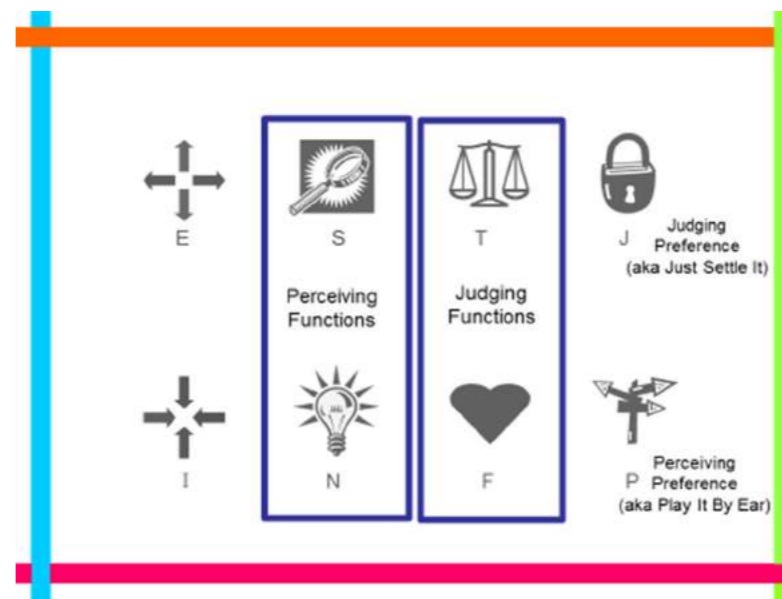 E
S
T
J
Judging
Preference
(aka Just Settle It)
Perceiving
Functions
Judging
Functions
I
N
F
P
Perceiving
Preference
(aka Play It By Ear)